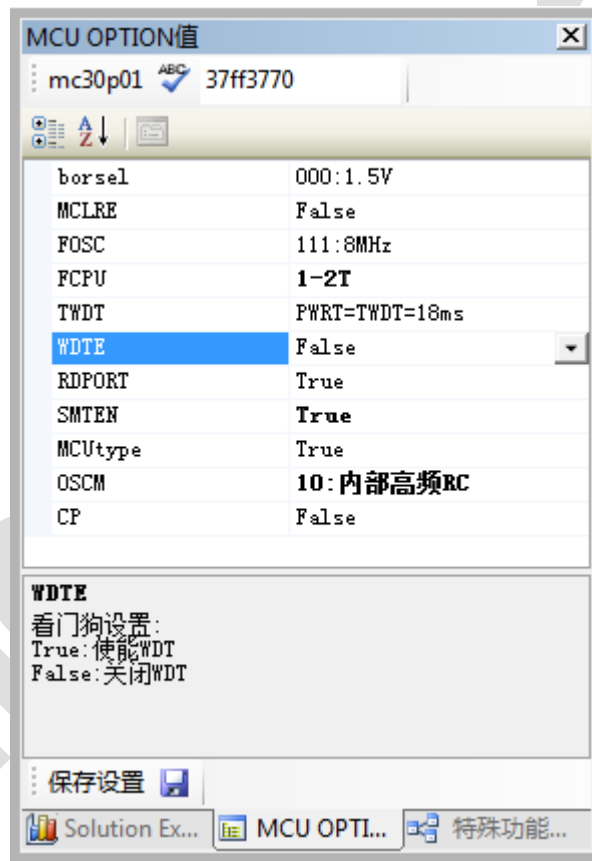 MCU OPTION值
mc30p01 ABC 37ff3770
A
Z
borsel 000:1.5V
MCLRE False
FOSC 111:8MHz
FCPU 1-2T
TWDT PWRT=TWDT=18ms
WDTE False
RDPORT True
SMTEN True
MCUtype True
OSCM 10:内部高频RC
CP False
WDTE
看门狗设置:
True:使能WDT
False:关闭WDT
保存设置
Solution Ex... MCU OPTI... 特殊功能...